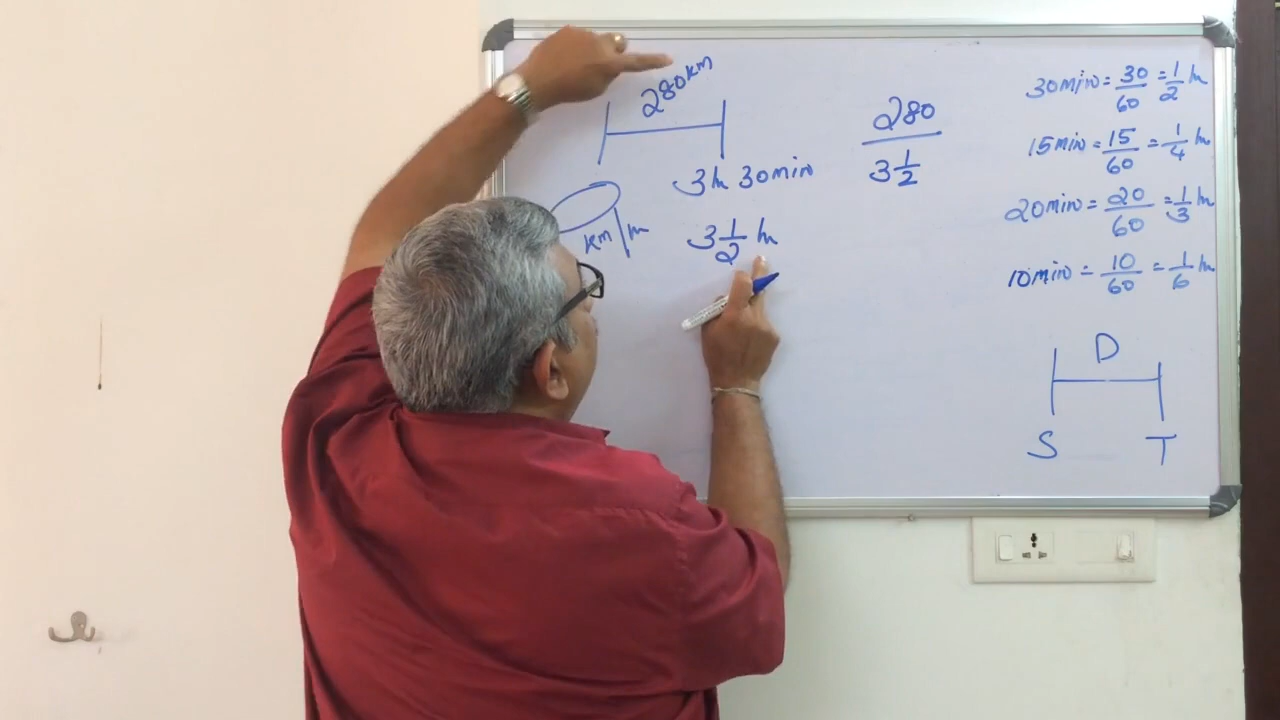 280km
3h 30min
km/h
3 1/2 h
280
3 1/2
30min = 30/60 = 1/2 h
15min = 15/60 = 1/4 h
20min = 20/60 = 1/3 h
10min = 10/60 = 1/6 h
D
S T